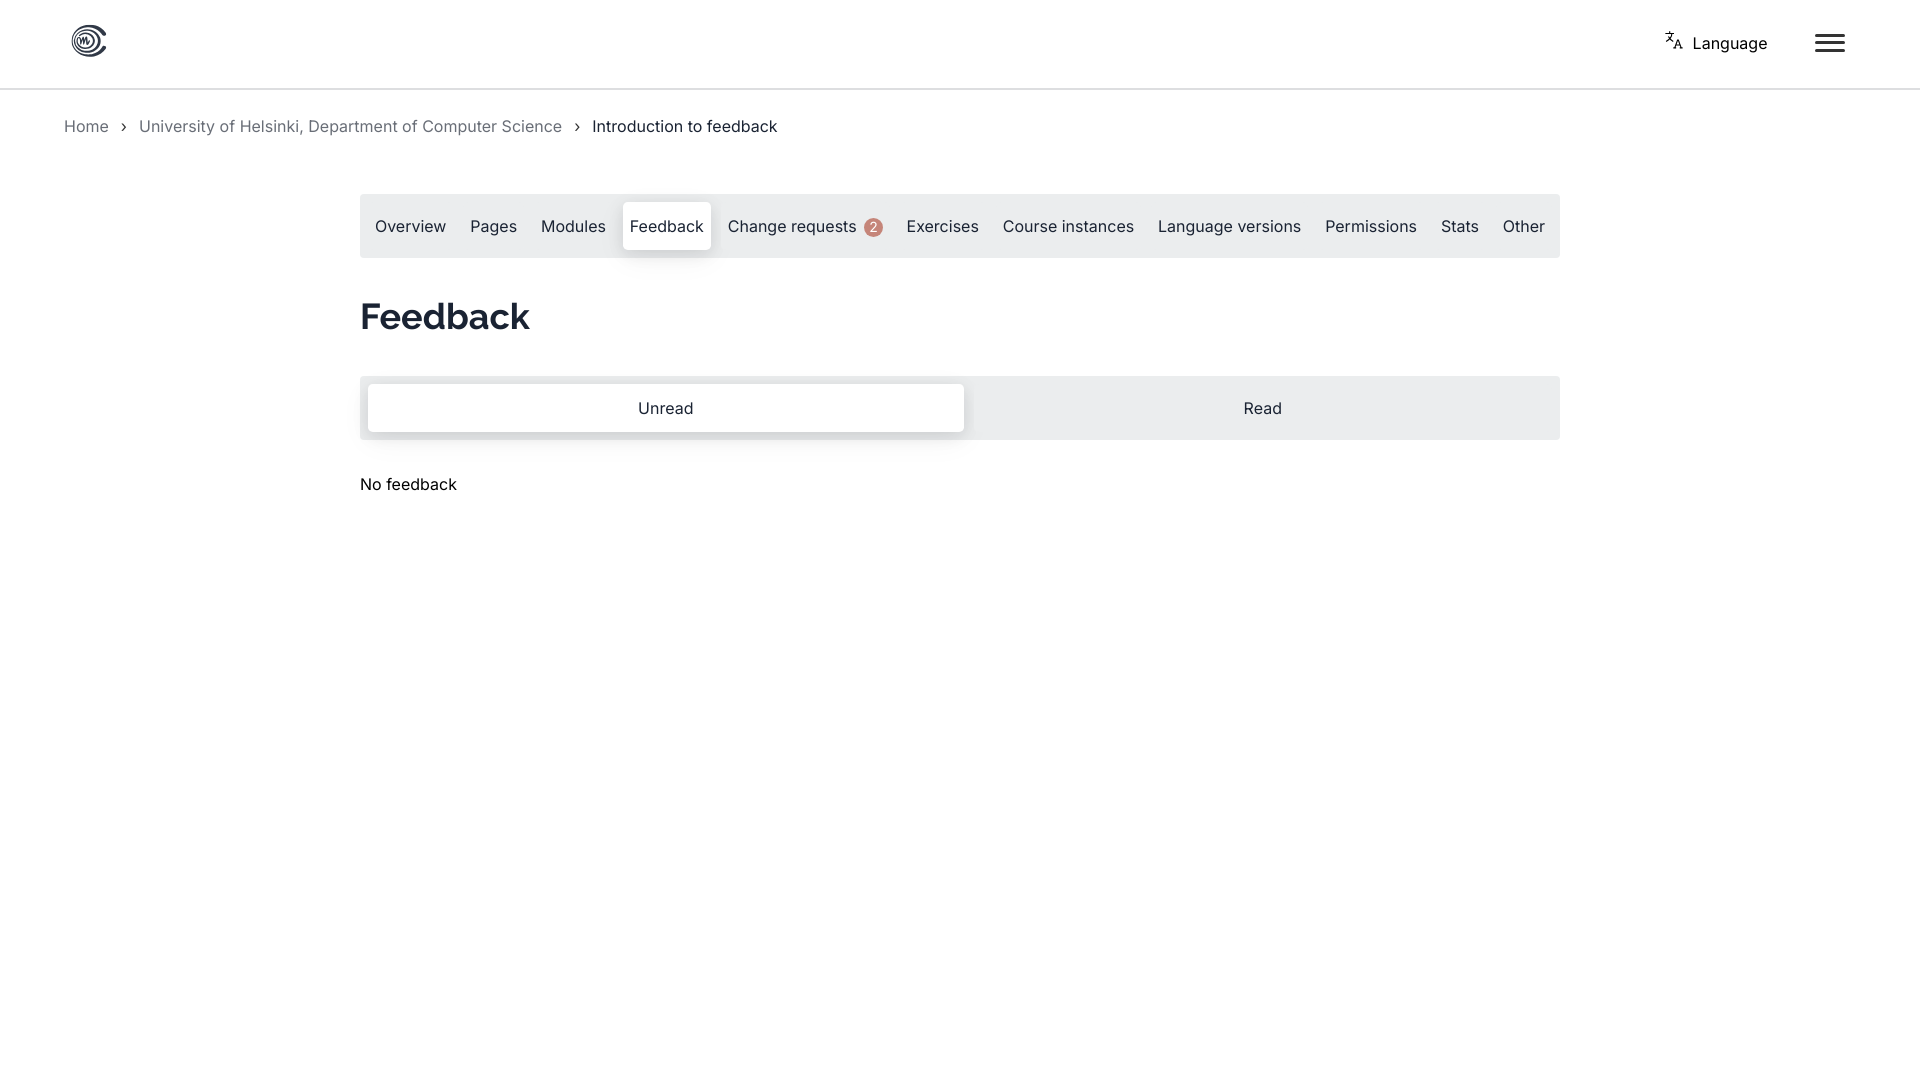 Language
Home › University of Helsinki, Department of Computer Science › Introduction to feedback
Overview Pages Modules Feedback Change requests 2 Exercises Course instances Language versions Permissions Stats Other
Feedback
Unread Read
No feedback